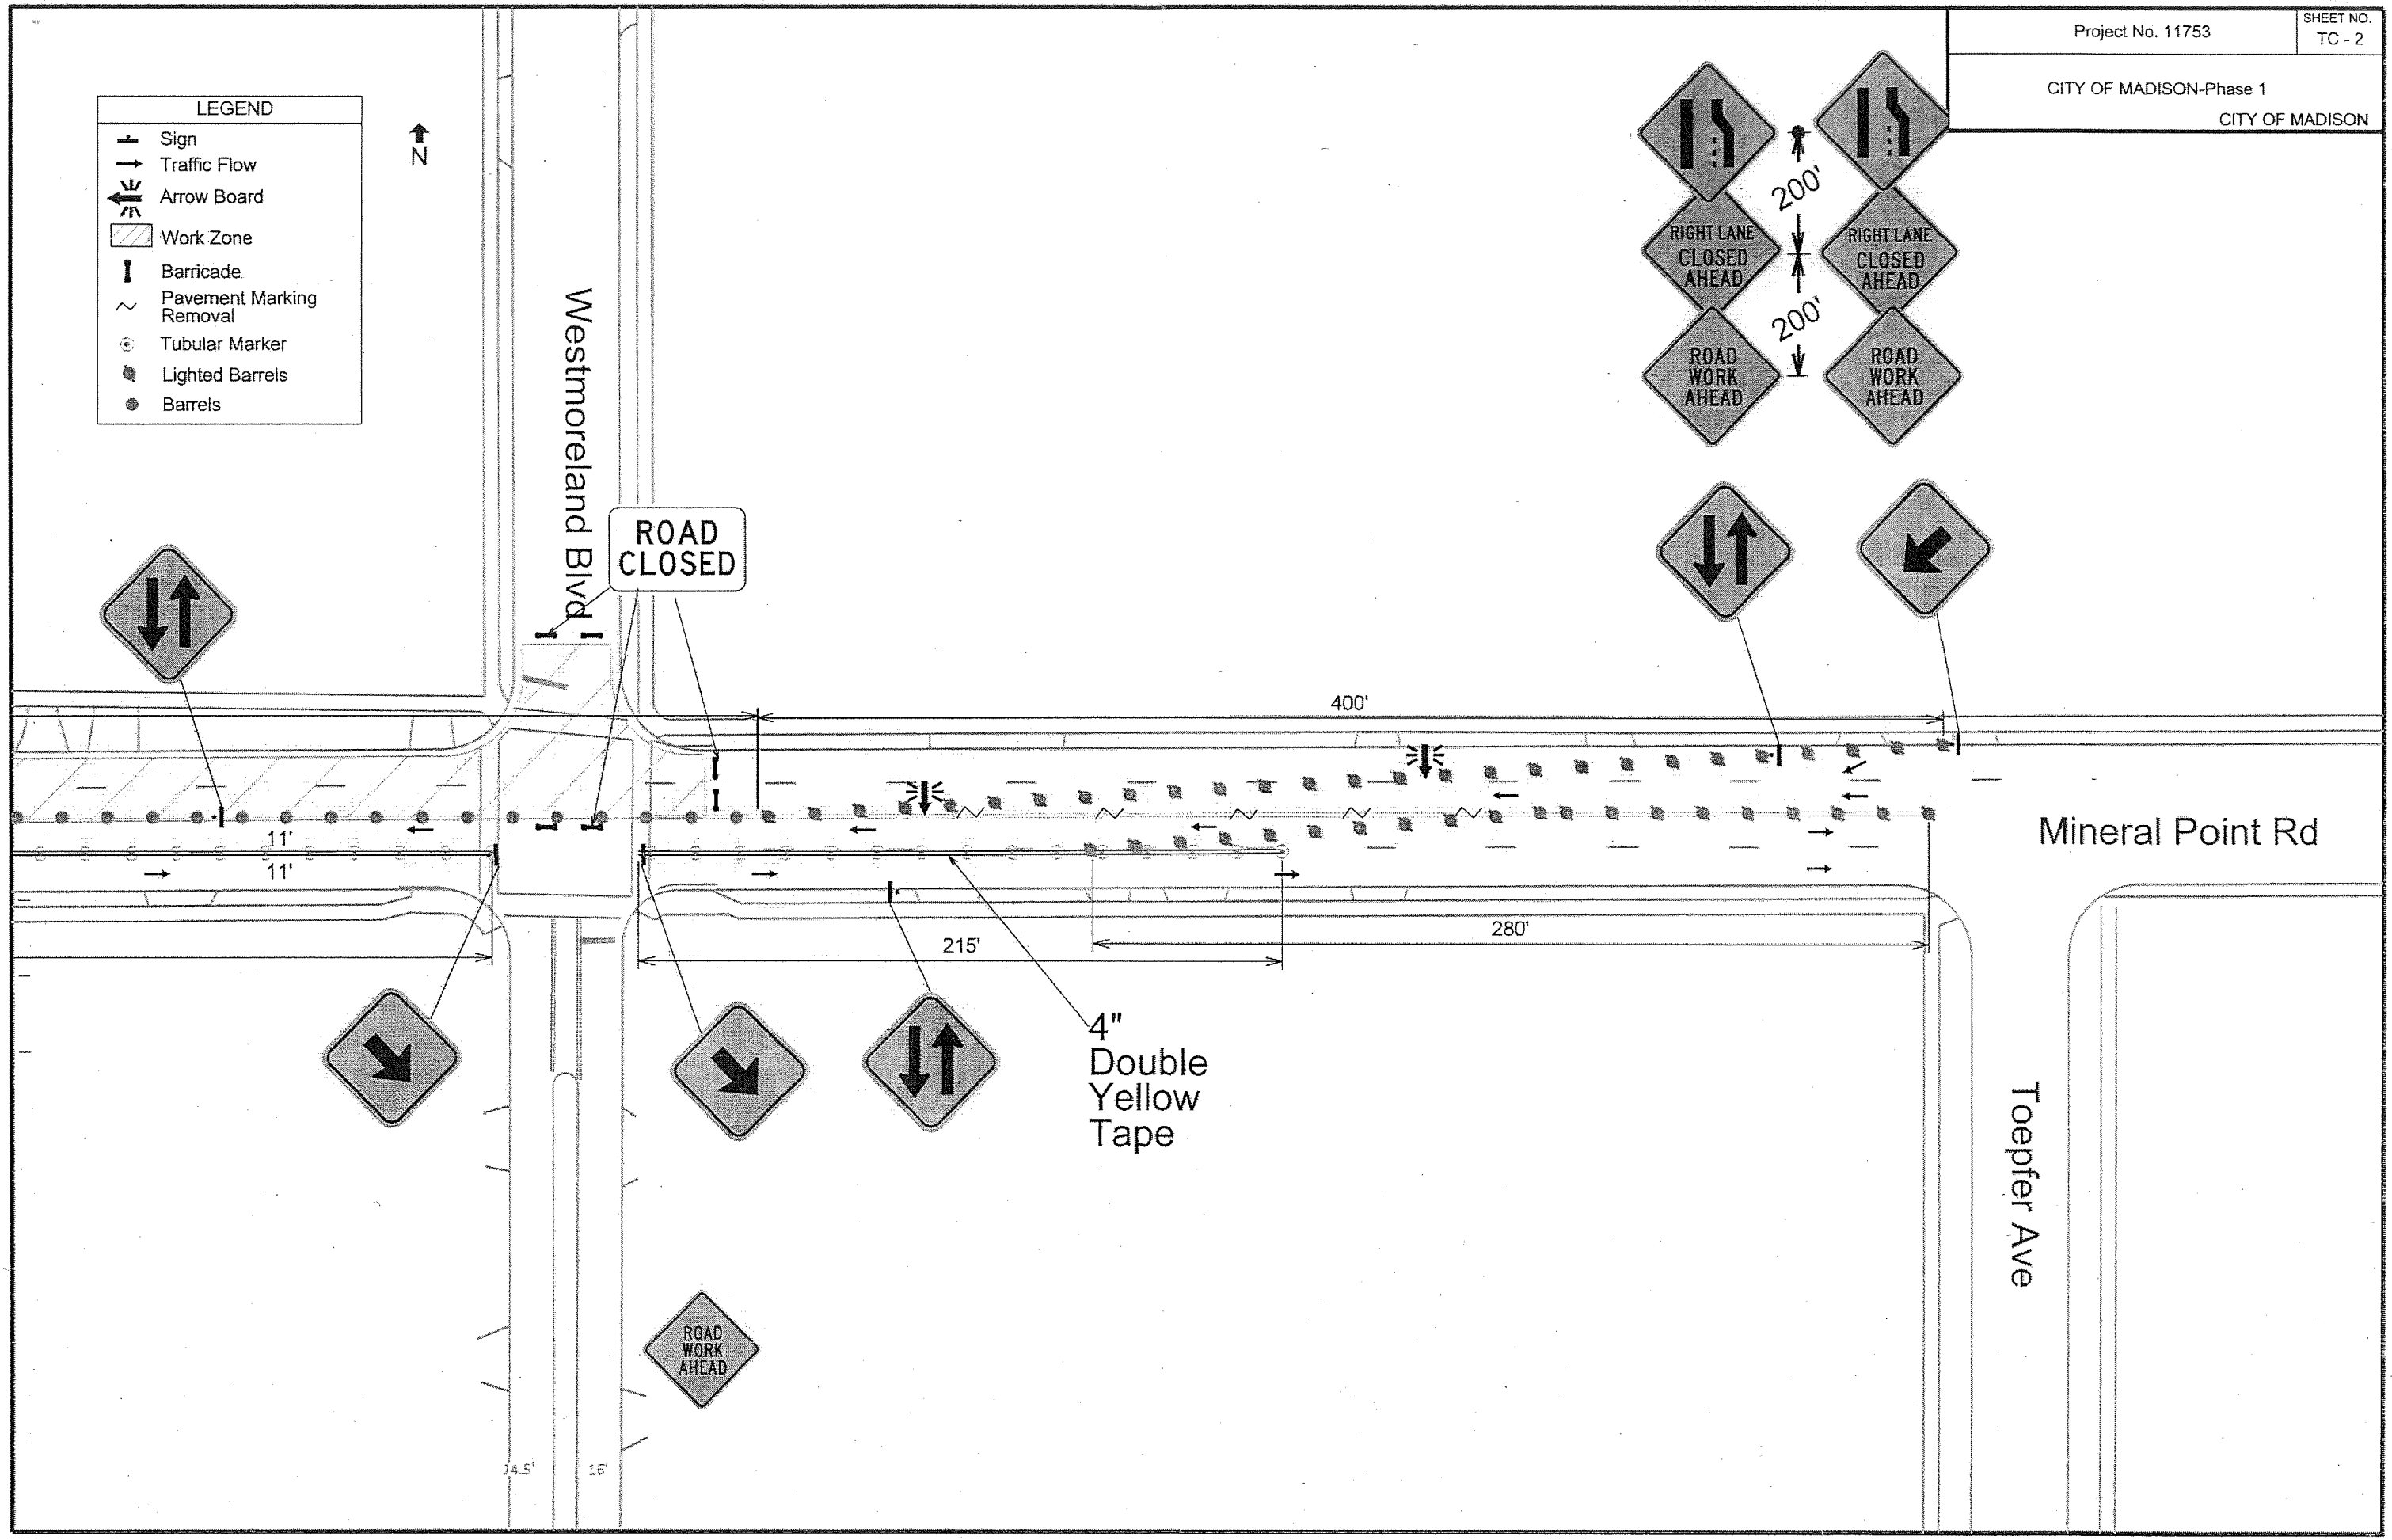 Project No. 11753
SHEET NO.
TC - 2
CITY OF MADISON-Phase 1
CITY OF MADISON
LEGEND
Sign
Traffic Flow
Arrow Board
Work Zone
Barricade
Pavement Marking
Removal
Tubular Marker
Lighted Barrels
Barrels
N
Westmoreland Blvd
ROAD
CLOSED
200'
200'
RIGHT LANE
CLOSED
AHEAD
RIGHT LANE
CLOSED
AHEAD
ROAD
WORK
AHEAD
ROAD
WORK
AHEAD
400'
Mineral Point Rd
11'
11'
215'
280'
4"
Double
Yellow
Tape
Toepfer Ave
ROAD
WORK
AHEAD
14.5'
16'